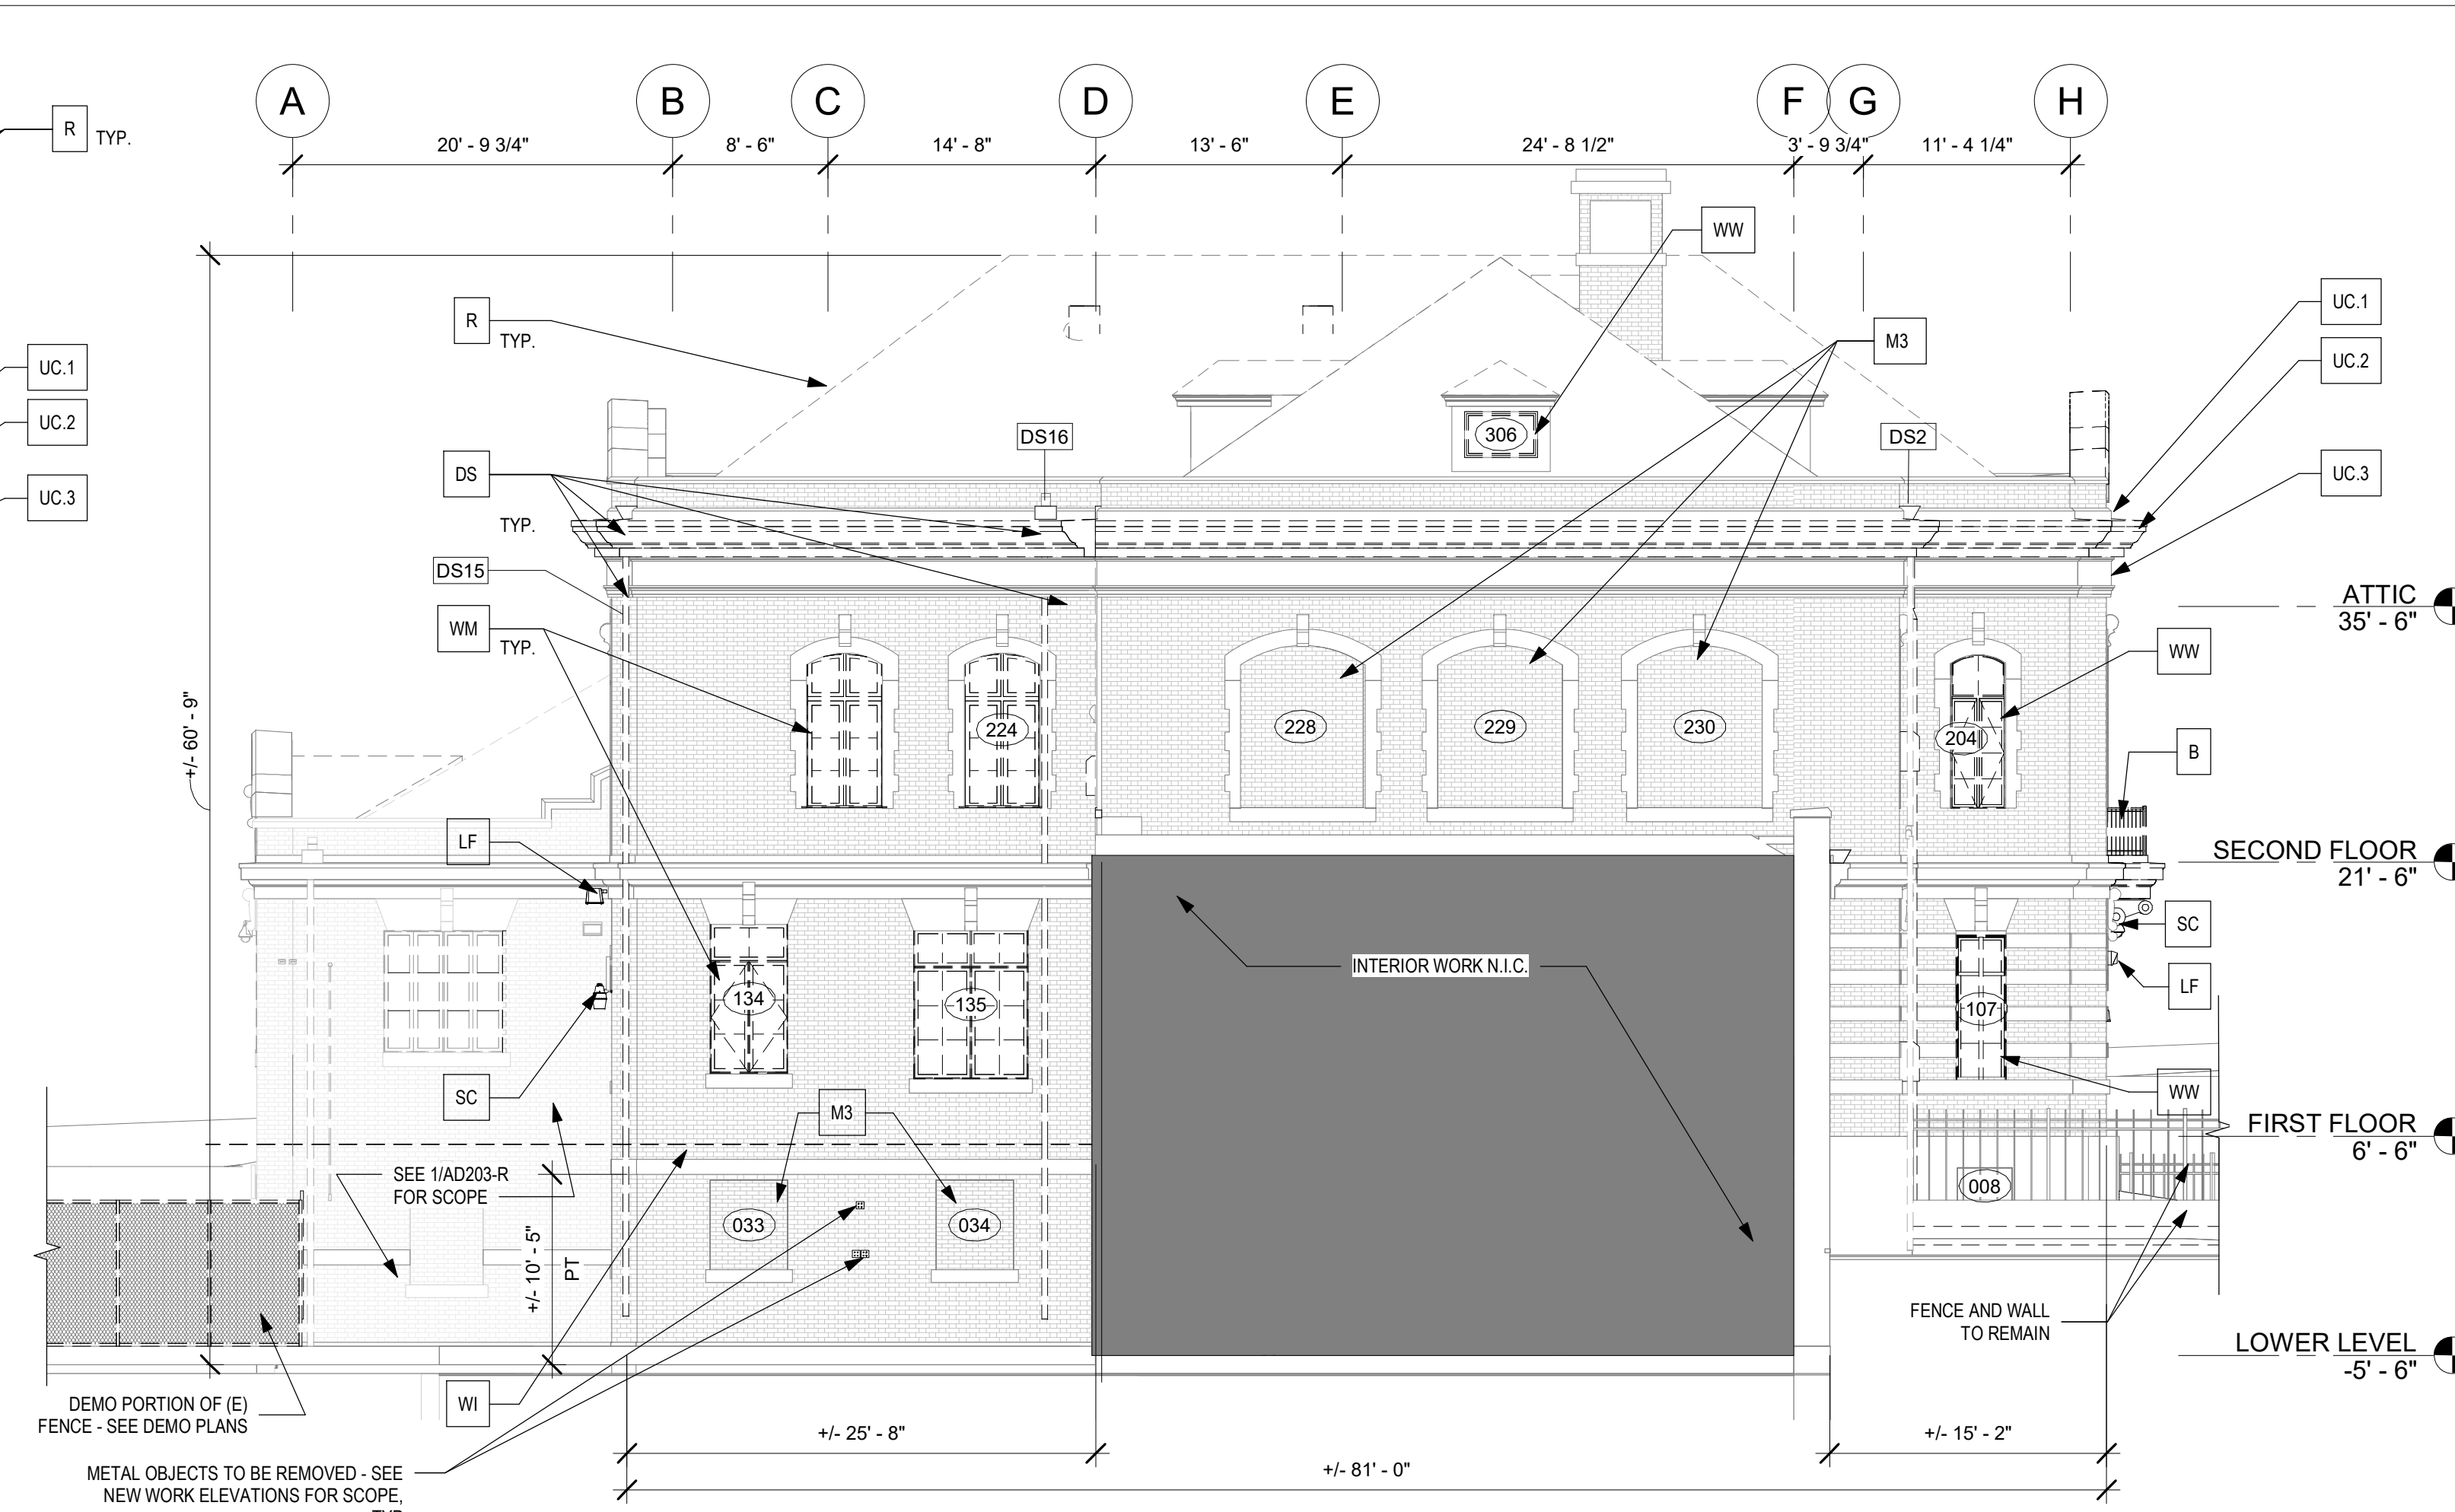 A B C D E F G H
R TYP.
20' - 9 3/4" 8' - 6" 14' - 8" 13' - 6" 24' - 8 1/2" 3' - 9 3/4" 11' - 4 1/4"
WW
UC.1
R
TYP.
M3
UC.2
UC.1
UC.2
306
DS16
DS2
DS
UC.3
UC.3
TYP.
DS15
ATTIC
35' - 6"
WM
TYP.
WW
+/- 60' - 9"
224
228
229
230
204
B
LF
SECOND FLOOR
21' - 6"
SC
INTERIOR WORK N.I.C.
LF
134
135
107
SC
M3
WW
FIRST FLOOR
6' - 6"
SEE 1/AD203-R
FOR SCOPE
008
033
034
+/- 10' - 5"
PT
FENCE AND WALL
TO REMAIN
LOWER LEVEL
-5' - 6"
DEMO PORTION OF (E)
FENCE - SEE DEMO PLANS
WI
+/- 25' - 8"
+/- 15' - 2"
METAL OBJECTS TO BE REMOVED - SEE
NEW WORK ELEVATIONS FOR SCOPE,
+/- 81' - 0"